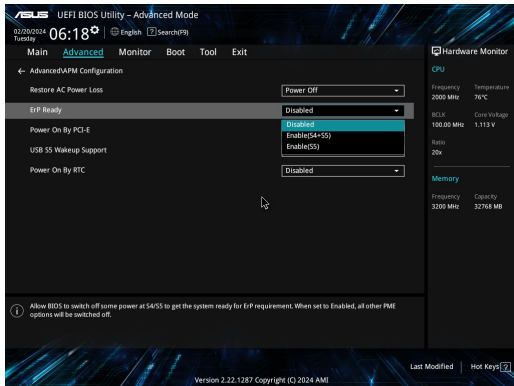 ASUS UEFI BIOS Utility – Advanced Mode
02/20/2024 Tuesday 06:18 English ? Search(F9)
Main Advanced Monitor Boot Tool Exit
← Advanced\APM Configuration
Restore AC Power Loss Power Off
ErP Ready Disabled
Disabled
Enable(S4+S5)
Enable(S5)
Power On By PCI-E
USB S5 Wakeup Support
Power On By RTC Disabled
Hardware Monitor
CPU
Frequency Temperature
2000 MHz 76°C
BCLK Core Voltage
100.00 MHz 1.113 V
Ratio
20x
Memory
Frequency Capacity
3200 MHz 32768 MB
i Allow BIOS to switch off some power at S4/S5 to get the system ready for ErP requirement. When set to Enabled, all other PME
options will be switched off.
Last Modified Hot Keys ?
Version 2.22.1287 Copyright (C) 2024 AMI